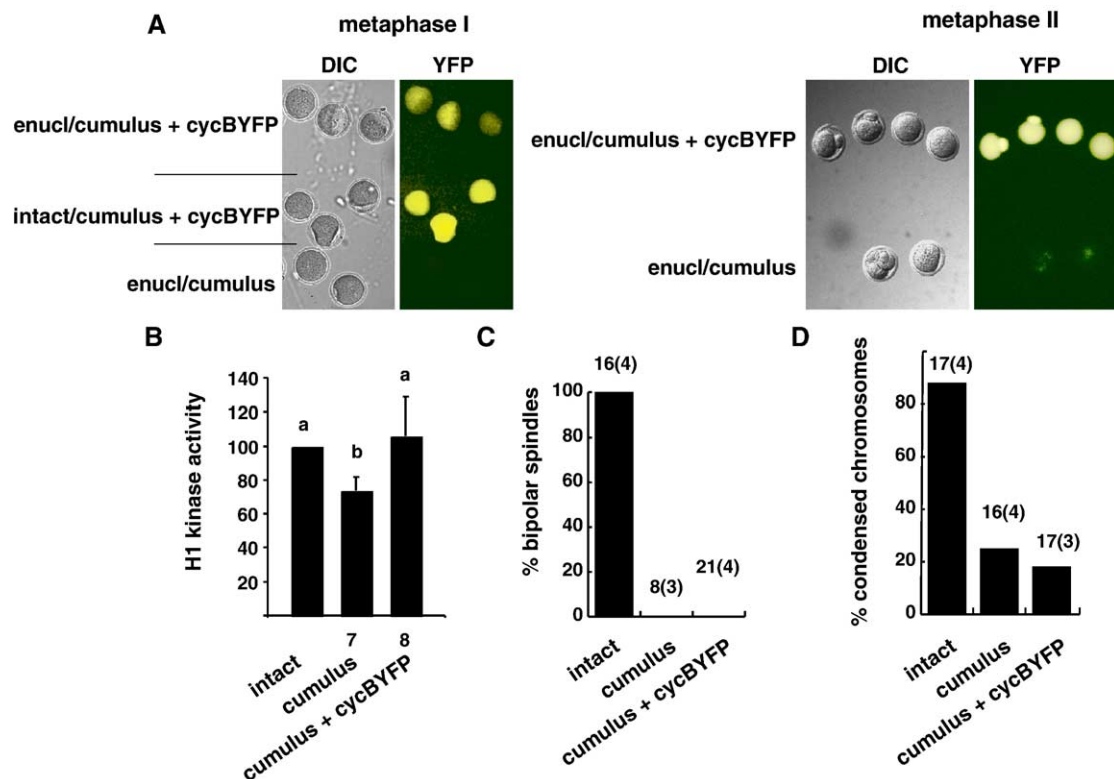 A
metaphase I
DIC
YFP
enucl/cumulus + cycBYFP
intact/cumulus + cycBYFP
enucl/cumulus
metaphase II
DIC
YFP
enucl/cumulus + cycBYFP
enucl/cumulus
B
H1 kinase activity
140
120
100
80
60
40
20
a
b
a
7
8
intact
cumulus
cumulus + cycBYFP
C
% bipolar spindles
100
80
60
40
20
0
16(4)
8(3)
21(4)
intact
cumulus
cumulus + cycBYFP
D
% condensed chromosomes
80
60
40
20
0
17(4)
16(4)
17(3)
intact
cumulus
cumulus + cycBYFP